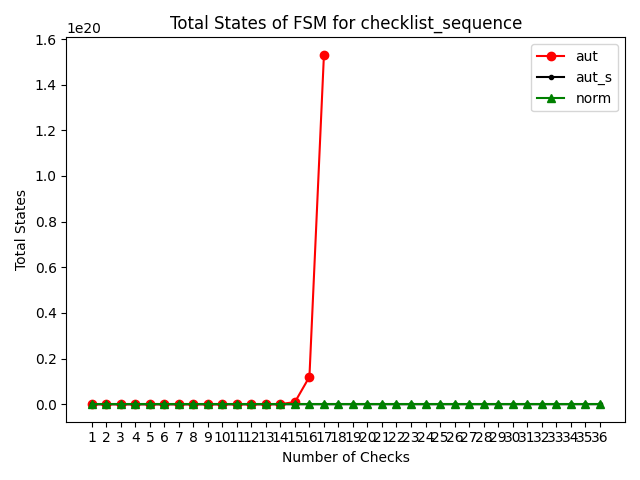 Total States of FSM for checklist_sequence
1e20
1.6
1.4
1.2
1.0
0.8
0.6
0.4
0.2
0.0
Total States
aut
aut_s
norm
1 2 3 4 5 6 7 8 9 10 11 12 13 14 15 16 17 18 19 20 21 22 23 24 25 26 27 28 29 30 31 32 33 34 35 36
Number of Checks